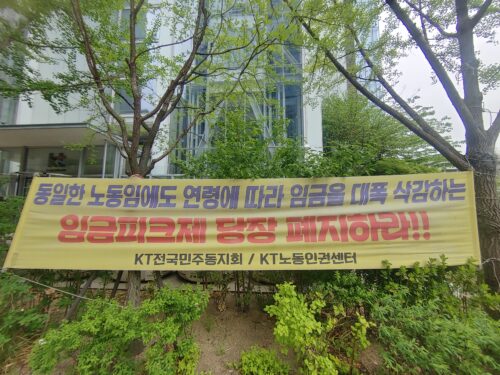 동일한 노동임에도 연령에 따라 임금을 대폭 삭감하는
임금피크제 당장 폐지하라!!
KT전국민주동지회 / KT노동인권센터